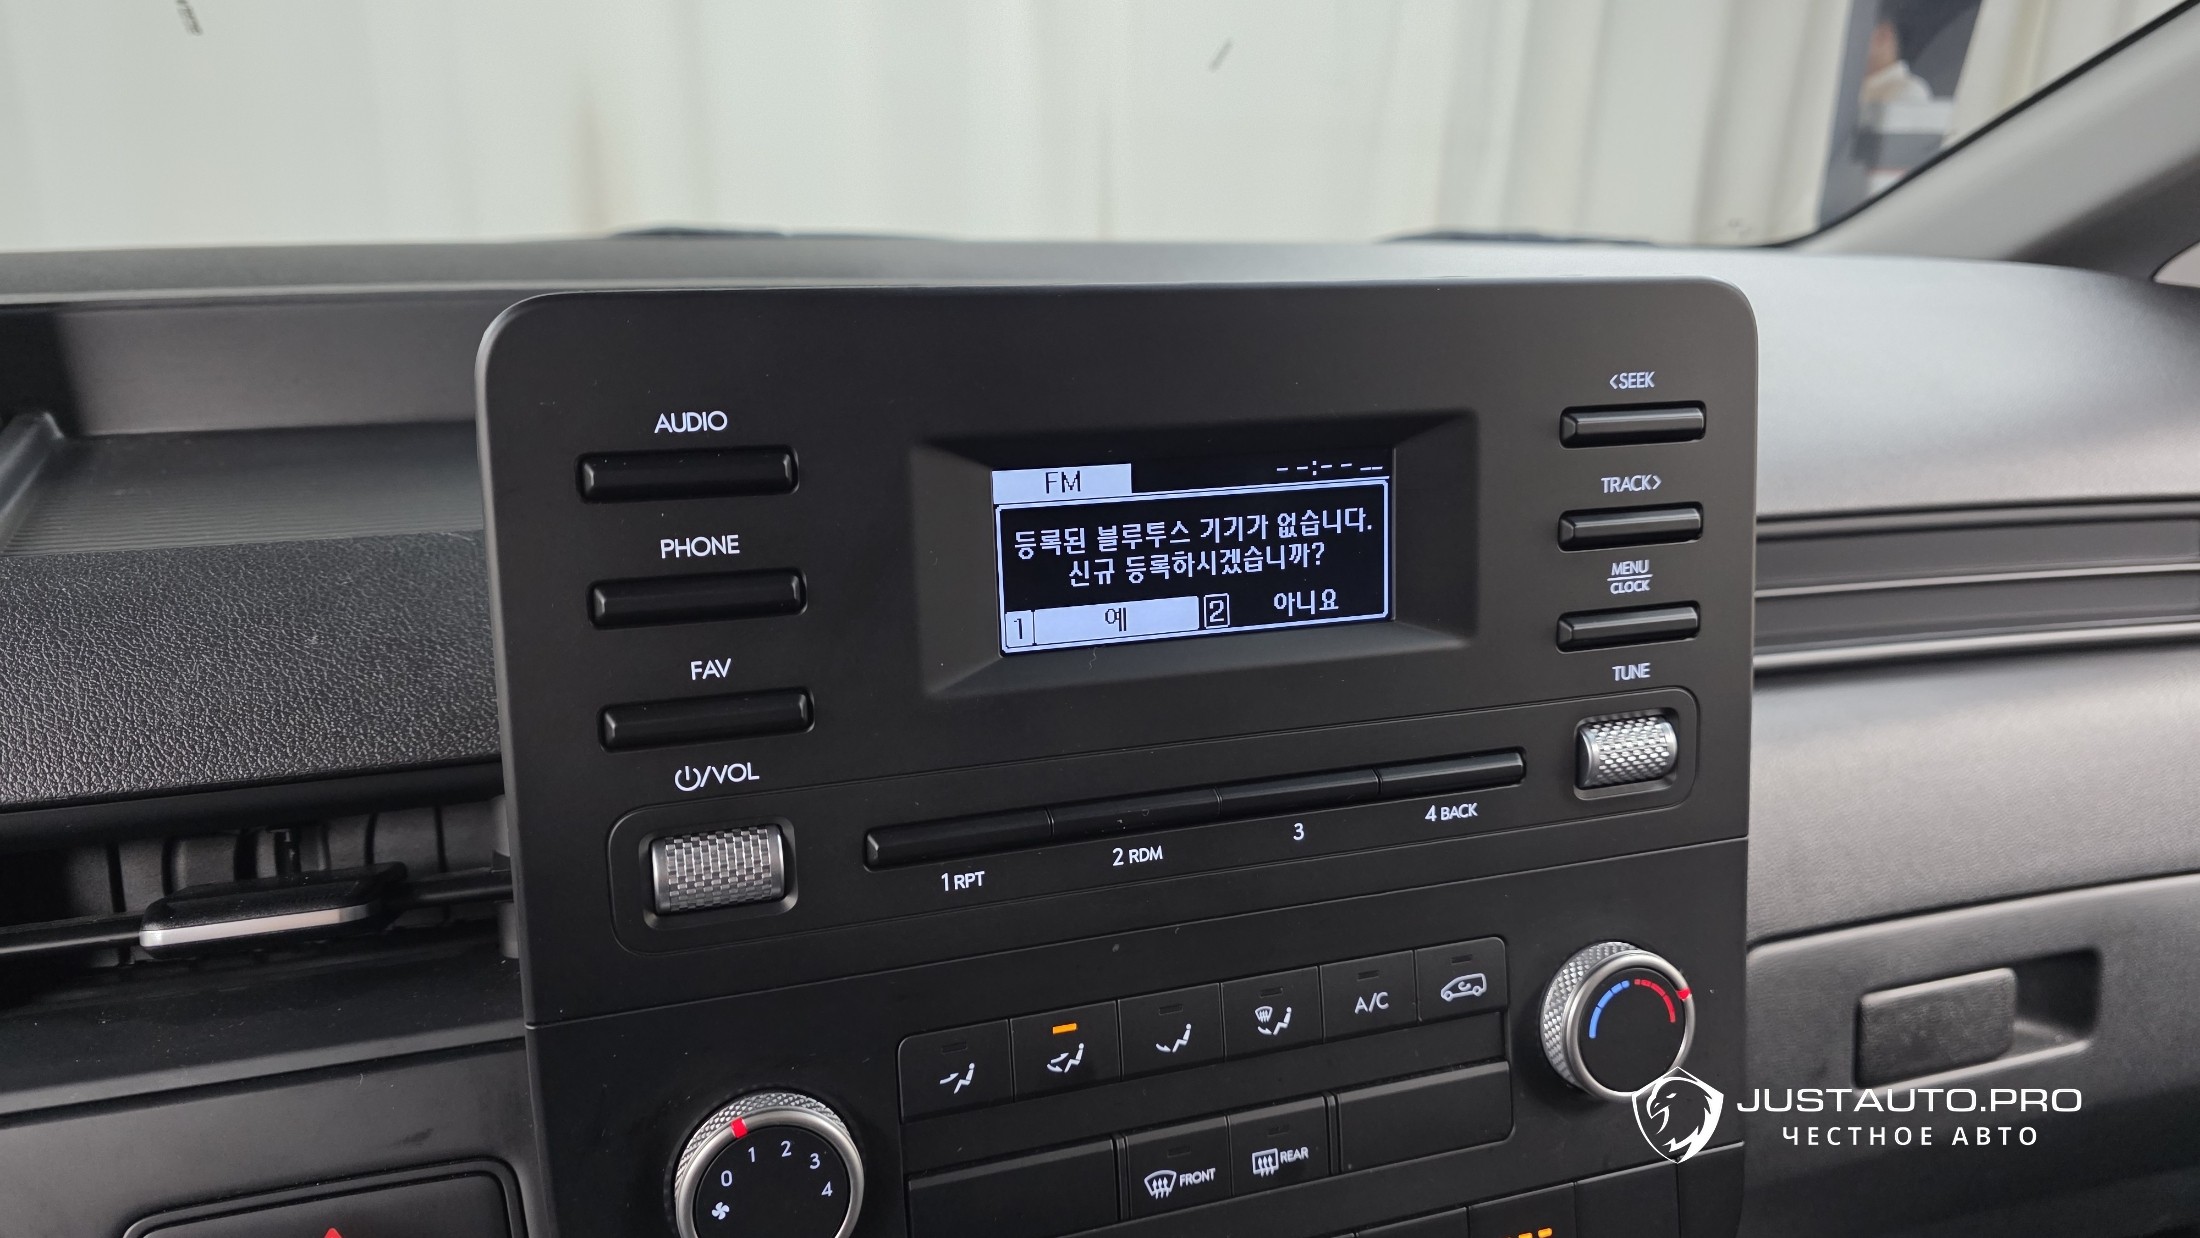 AUDIO
PHONE
FAV
⏻/VOL
FM
--:--
등록된 블루투스 기기가 없습니다.
신규 등록하시겠습니까?
1 예 2 아니요
<SEEK
TRACK>
MENU
CLOCK
TUNE
1 RPT
2 RDM
3
4 BACK
A/C
0 1 2 3 4
FRONT
REAR
JUSTAUTO.PRO
ЧЕСТНОЕ АВТО